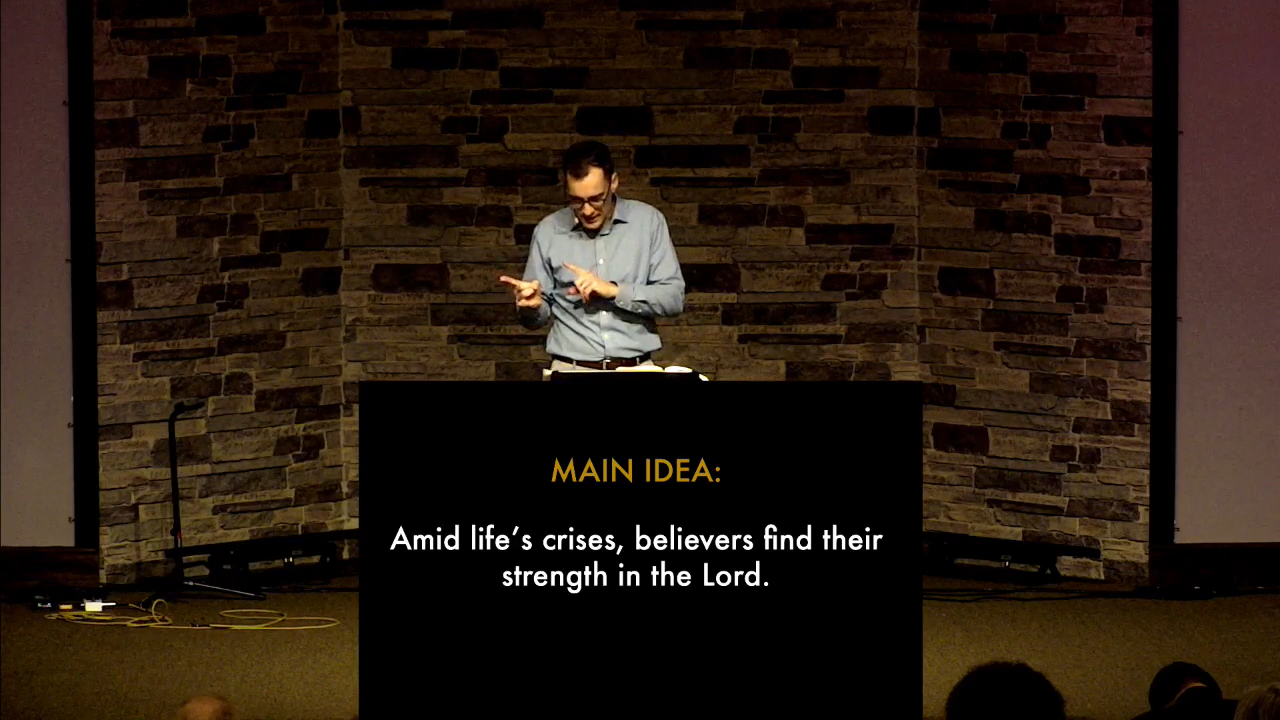 MAIN IDEA:
Amid life’s crises, believers find their
strength in the Lord.